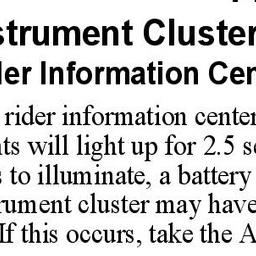 strument Cluster
der Information Cen
rider information center
nts will light up for 2.5 s
s to illuminate, a battery
rument cluster may have
If this occurs, take the A